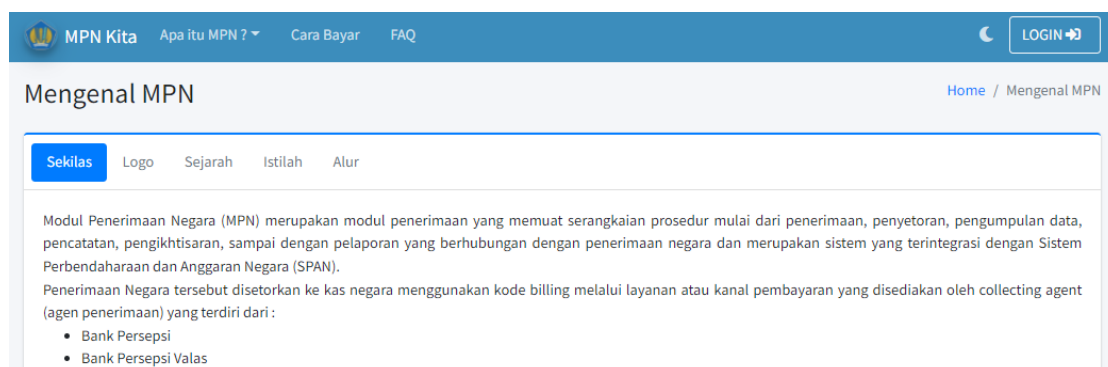 MPN Kita Apa itu MPN ? Cara Bayar FAQ LOGIN
Mengenal MPN Home / Mengenal MPN
Sekilas Logo Sejarah Istilah Alur
Modul Penerimaan Negara (MPN) merupakan modul penerimaan yang memuat serangkaian prosedur mulai dari penerimaan, penyetoran, pengumpulan data,
pencatatan, pengikhtisaran, sampai dengan pelaporan yang berhubungan dengan penerimaan negara dan merupakan sistem yang terintegrasi dengan Sistem
Perbendaharaan dan Anggaran Negara (SPAN).
Penerimaan Negara tersebut disetorkan ke kas negara menggunakan kode billing melalui layanan atau kanal pembayaran yang disediakan oleh collecting agent
(agen penerimaan) yang terdiri dari :
• Bank Persepsi
• Bank Persepsi Valas